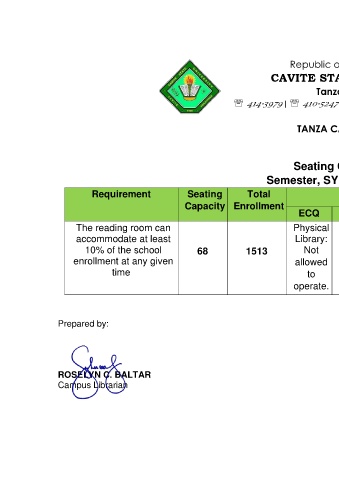 Republic o
CAVITE STA
Tanza
☏ 414-3979 | ☏ 410-5247
TANZA CA
Seating C
Semester, SY
Requirement
Seating Capacity
Total Enrollment
ECQ
The reading room can
accommodate at least
10% of the school
enrollment at any given
time
68
1513
Physical
Library:
Not
allowed
to
operate.
Prepared by:
ROSELYN C. BALTAR
Campus Librarian